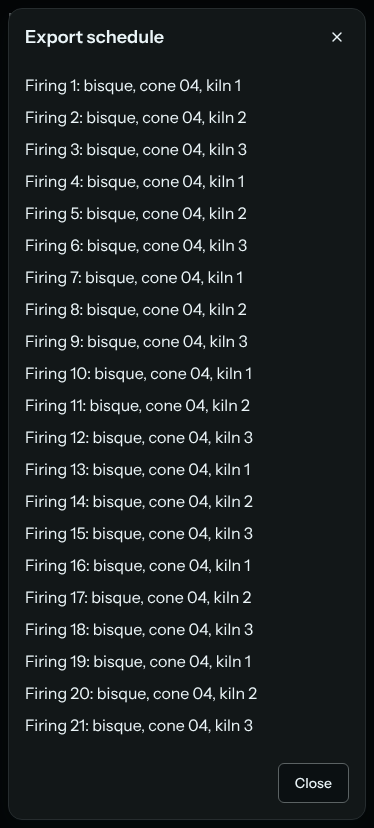 Export schedule
Firing 1: bisque, cone 04, kiln 1
Firing 2: bisque, cone 04, kiln 2
Firing 3: bisque, cone 04, kiln 3
Firing 4: bisque, cone 04, kiln 1
Firing 5: bisque, cone 04, kiln 2
Firing 6: bisque, cone 04, kiln 3
Firing 7: bisque, cone 04, kiln 1
Firing 8: bisque, cone 04, kiln 2
Firing 9: bisque, cone 04, kiln 3
Firing 10: bisque, cone 04, kiln 1
Firing 11: bisque, cone 04, kiln 2
Firing 12: bisque, cone 04, kiln 3
Firing 13: bisque, cone 04, kiln 1
Firing 14: bisque, cone 04, kiln 2
Firing 15: bisque, cone 04, kiln 3
Firing 16: bisque, cone 04, kiln 1
Firing 17: bisque, cone 04, kiln 2
Firing 18: bisque, cone 04, kiln 3
Firing 19: bisque, cone 04, kiln 1
Firing 20: bisque, cone 04, kiln 2
Firing 21: bisque, cone 04, kiln 3
Close